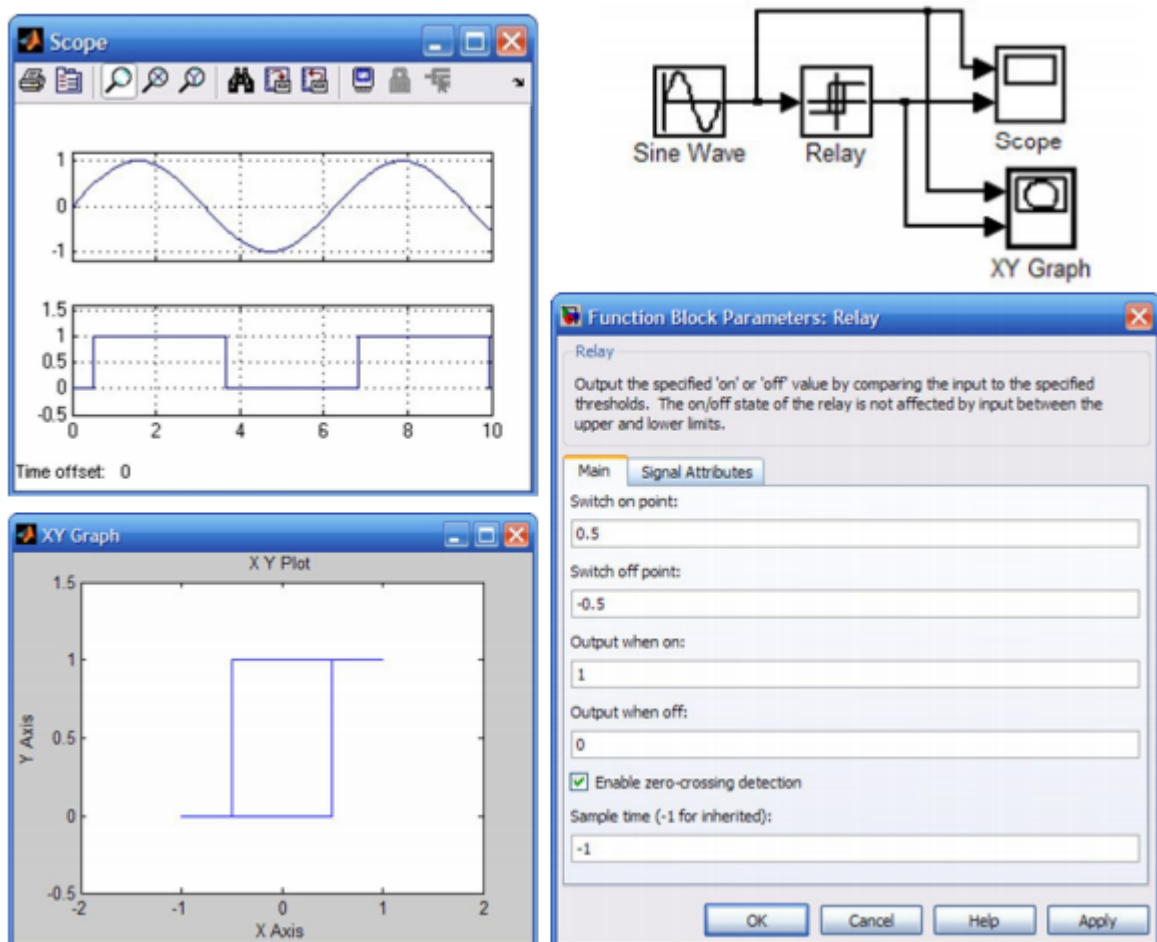 Scope
1
0
-1
1.5
1
0.5
0
-0.5
0 2 4 6 8 10
Time offset: 0
Sine Wave
Relay
Scope
XY Graph
XY Graph
X Y Plot
1.5
1
0.5
0
-0.5
Y Axis
-2 -1 0 1 2
X Axis
Function Block Parameters: Relay
Relay
Output the specified 'on' or 'off' value by comparing the input to the specified
thresholds. The on/off state of the relay is not affected by input between the
upper and lower limits.
Main Signal Attributes
Switch on point:
0.5
Switch off point:
-0.5
Output when on:
1
Output when off:
0
Enable zero-crossing detection
Sample time (-1 for inherited):
-1
OK Cancel Help Apply